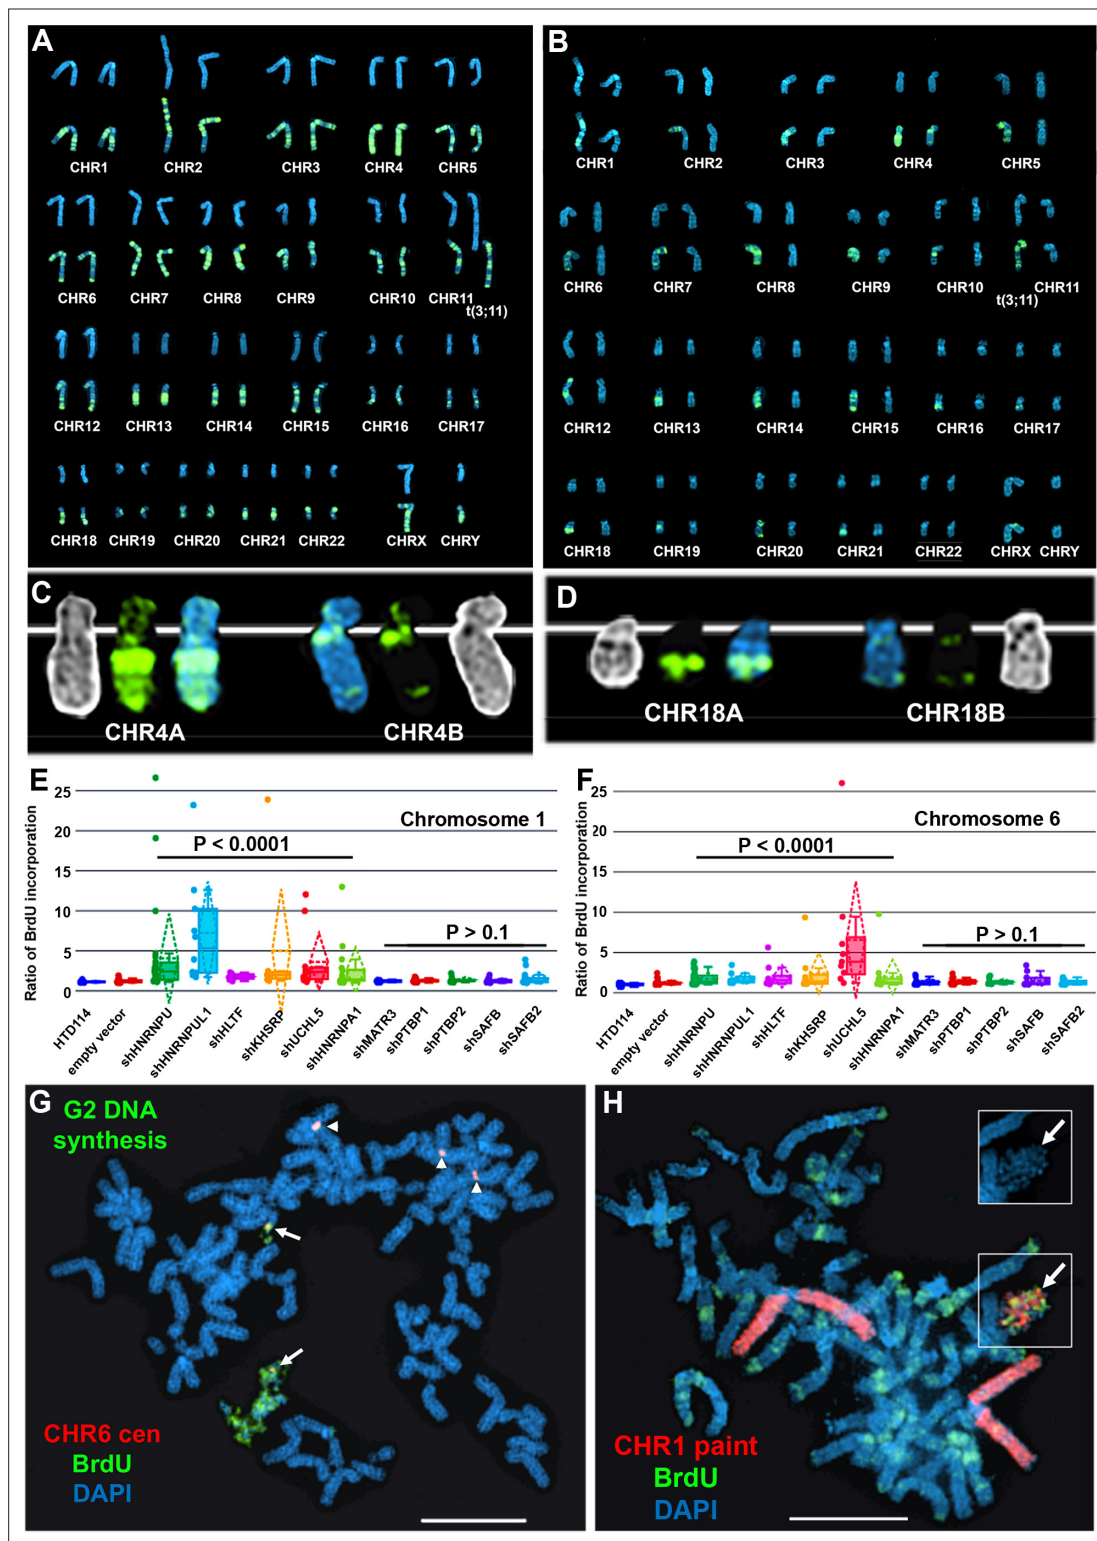 A
CHR1 CHR2 CHR3 CHR4 CHR5
CHR6 CHR7 CHR8 CHR9 CHR10 CHR11
t(3;11)
CHR12 CHR13 CHR14 CHR15 CHR16 CHR17
CHR18 CHR19 CHR20 CHR21 CHR22 CHRX CHRY
B
CHR1 CHR2 CHR3 CHR4 CHR5
CHR6 CHR7 CHR8 CHR9 CHR10 CHR11
t(3;11)
CHR12 CHR13 CHR14 CHR15 CHR16 CHR17
CHR18 CHR19 CHR20 CHR21 CHR22 CHRX CHRY
C
CHR4A CHR4B
D
CHR18A CHR18B
E
Ratio of BrdU incorporation
25
20
15
10
5
0
Chromosome 1
P < 0.0001
P > 0.1
HTD114
empty vector
shHNRNPU
shHNRNPUL1
shHLTF
shKHSRP
shUCHL5
shHNRNPA1
shMATR3
shPTBP1
shPTBP2
shSAFB
shSAFB2
F
Ratio of BrdU incorporation
25
20
15
10
5
0
Chromosome 6
P < 0.0001
P > 0.1
HTD114
empty vector
shHNRNPU
shHNRNPUL1
shHLTF
shKHSRP
shUCHL5
shHNRNPA1
shMATR3
shPTBP1
shPTBP2
shSAFB
shSAFB2
G
G2 DNA
synthesis
CHR6 cen
BrdU
DAPI
H
CHR1 paint
BrdU
DAPI